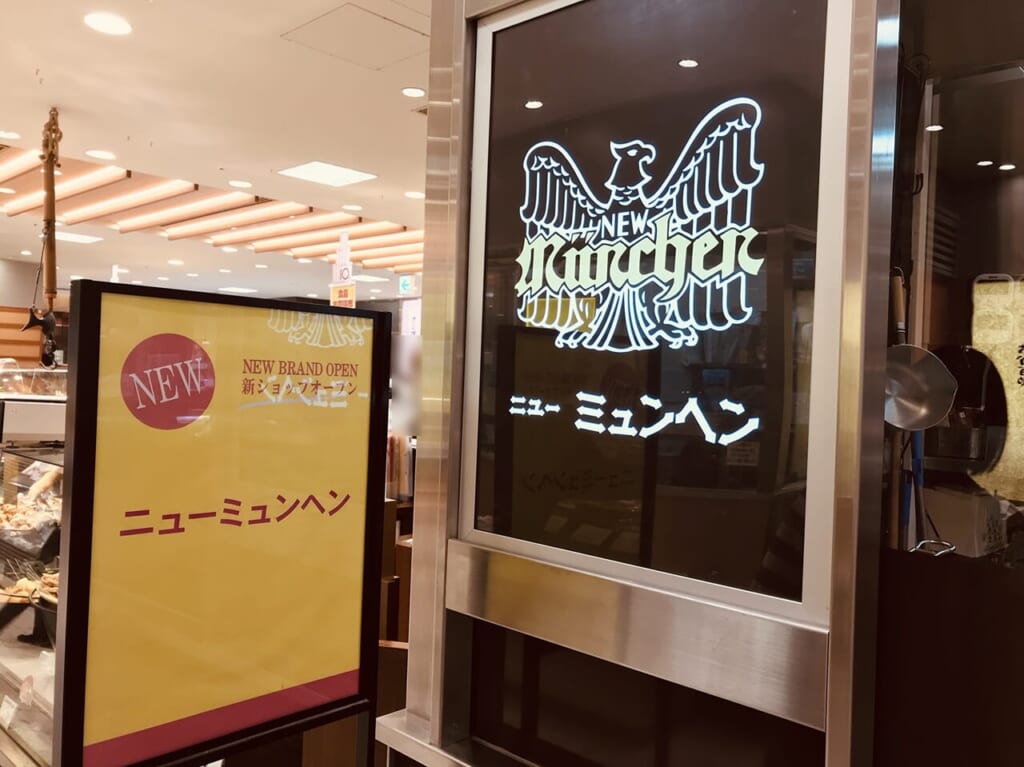 NEW
NEW BRAND OPEN
新ショップオープン
ニューミュンヘン
NEW
München
ニュー ミュンヘン